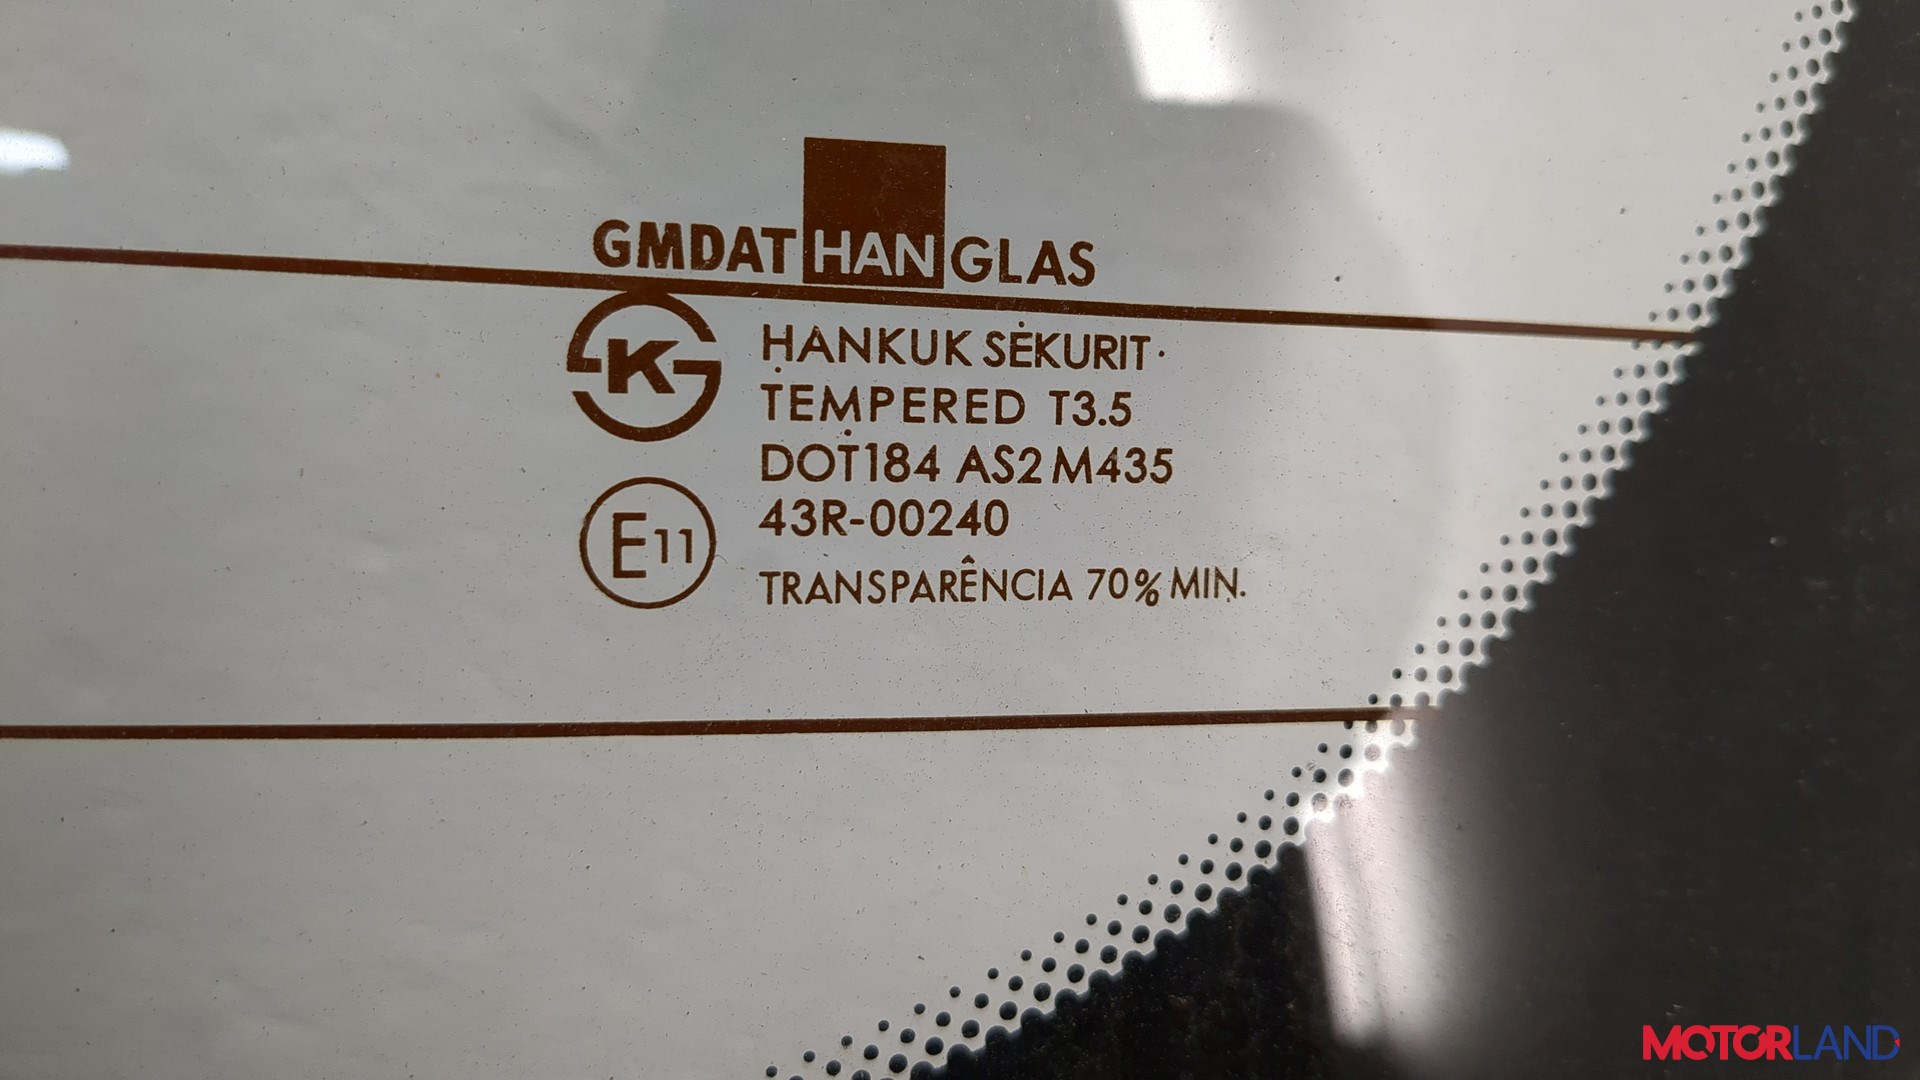 GMDAT HAN GLAS
K
HANKUK SEKURIT
TEMPERED T3.5
DOT184 AS2 M435
E11
43R-00240
TRANSPARÊNCIA 70% MIN.
MOTORLAND